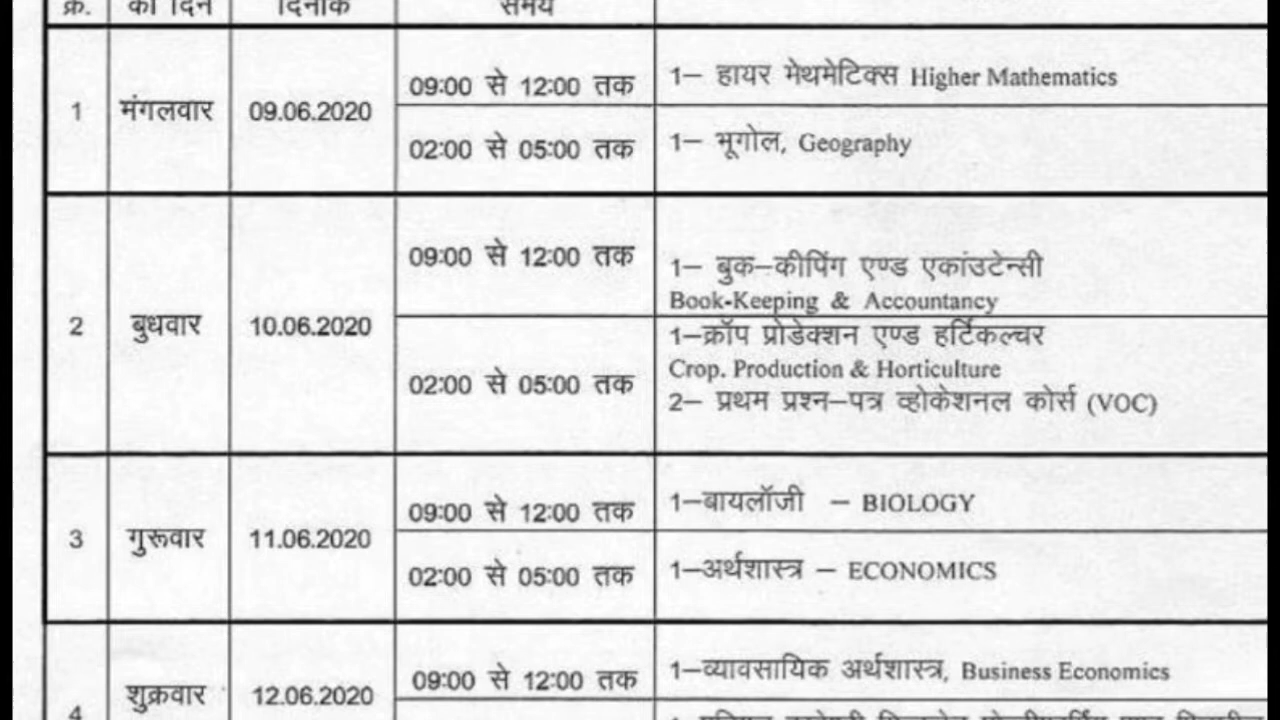 क्र. का दिन दिनांक समय
1 मंगलवार 09.06.2020
09:00 से 12:00 तक
1– हायर मेथमेटिक्स Higher Mathematics
02:00 से 05:00 तक
1– भूगोल, Geography
2 बुधवार 10.06.2020
09:00 से 12:00 तक
1– बुक–कीपिंग एण्ड एकांउटेन्सी
Book-Keeping & Accountancy
02:00 से 05:00 तक
1–क्रॉप प्रोडेक्शन एण्ड हर्टिकल्चर
Crop. Production & Horticulture
2– प्रथम प्रश्न–पत्र व्होकेशनल कोर्स (VOC)
3 गुरूवार 11.06.2020
09:00 से 12:00 तक
1–बायलॉजी – BIOLOGY
02:00 से 05:00 तक
1–अर्थशास्त्र – ECONOMICS
4 शुक्रवार 12.06.2020
09:00 से 12:00 तक
1–व्यावसायिक अर्थशास्त्र, Business Economics